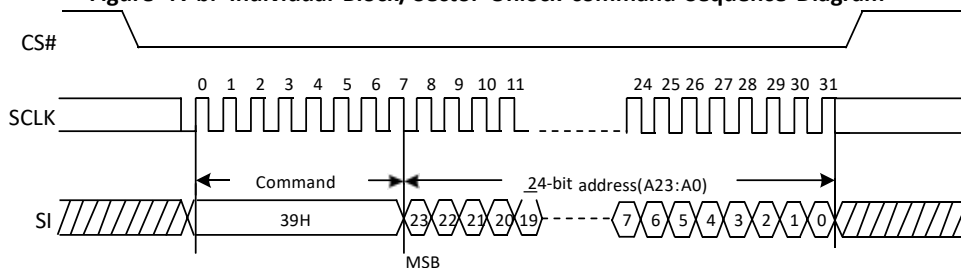 Figure Individual Block/Sector Unlock command Sequence Diagram
CS#
0 1 2 3 4 5 6 7 8 9 10 11 24 25 26 27 28 29 30 31
SCLK
Command 24-bit address(A23:A0)
SI 39H 23 22 21 20 19 7 6 5 4 3 2 1 0
MSB